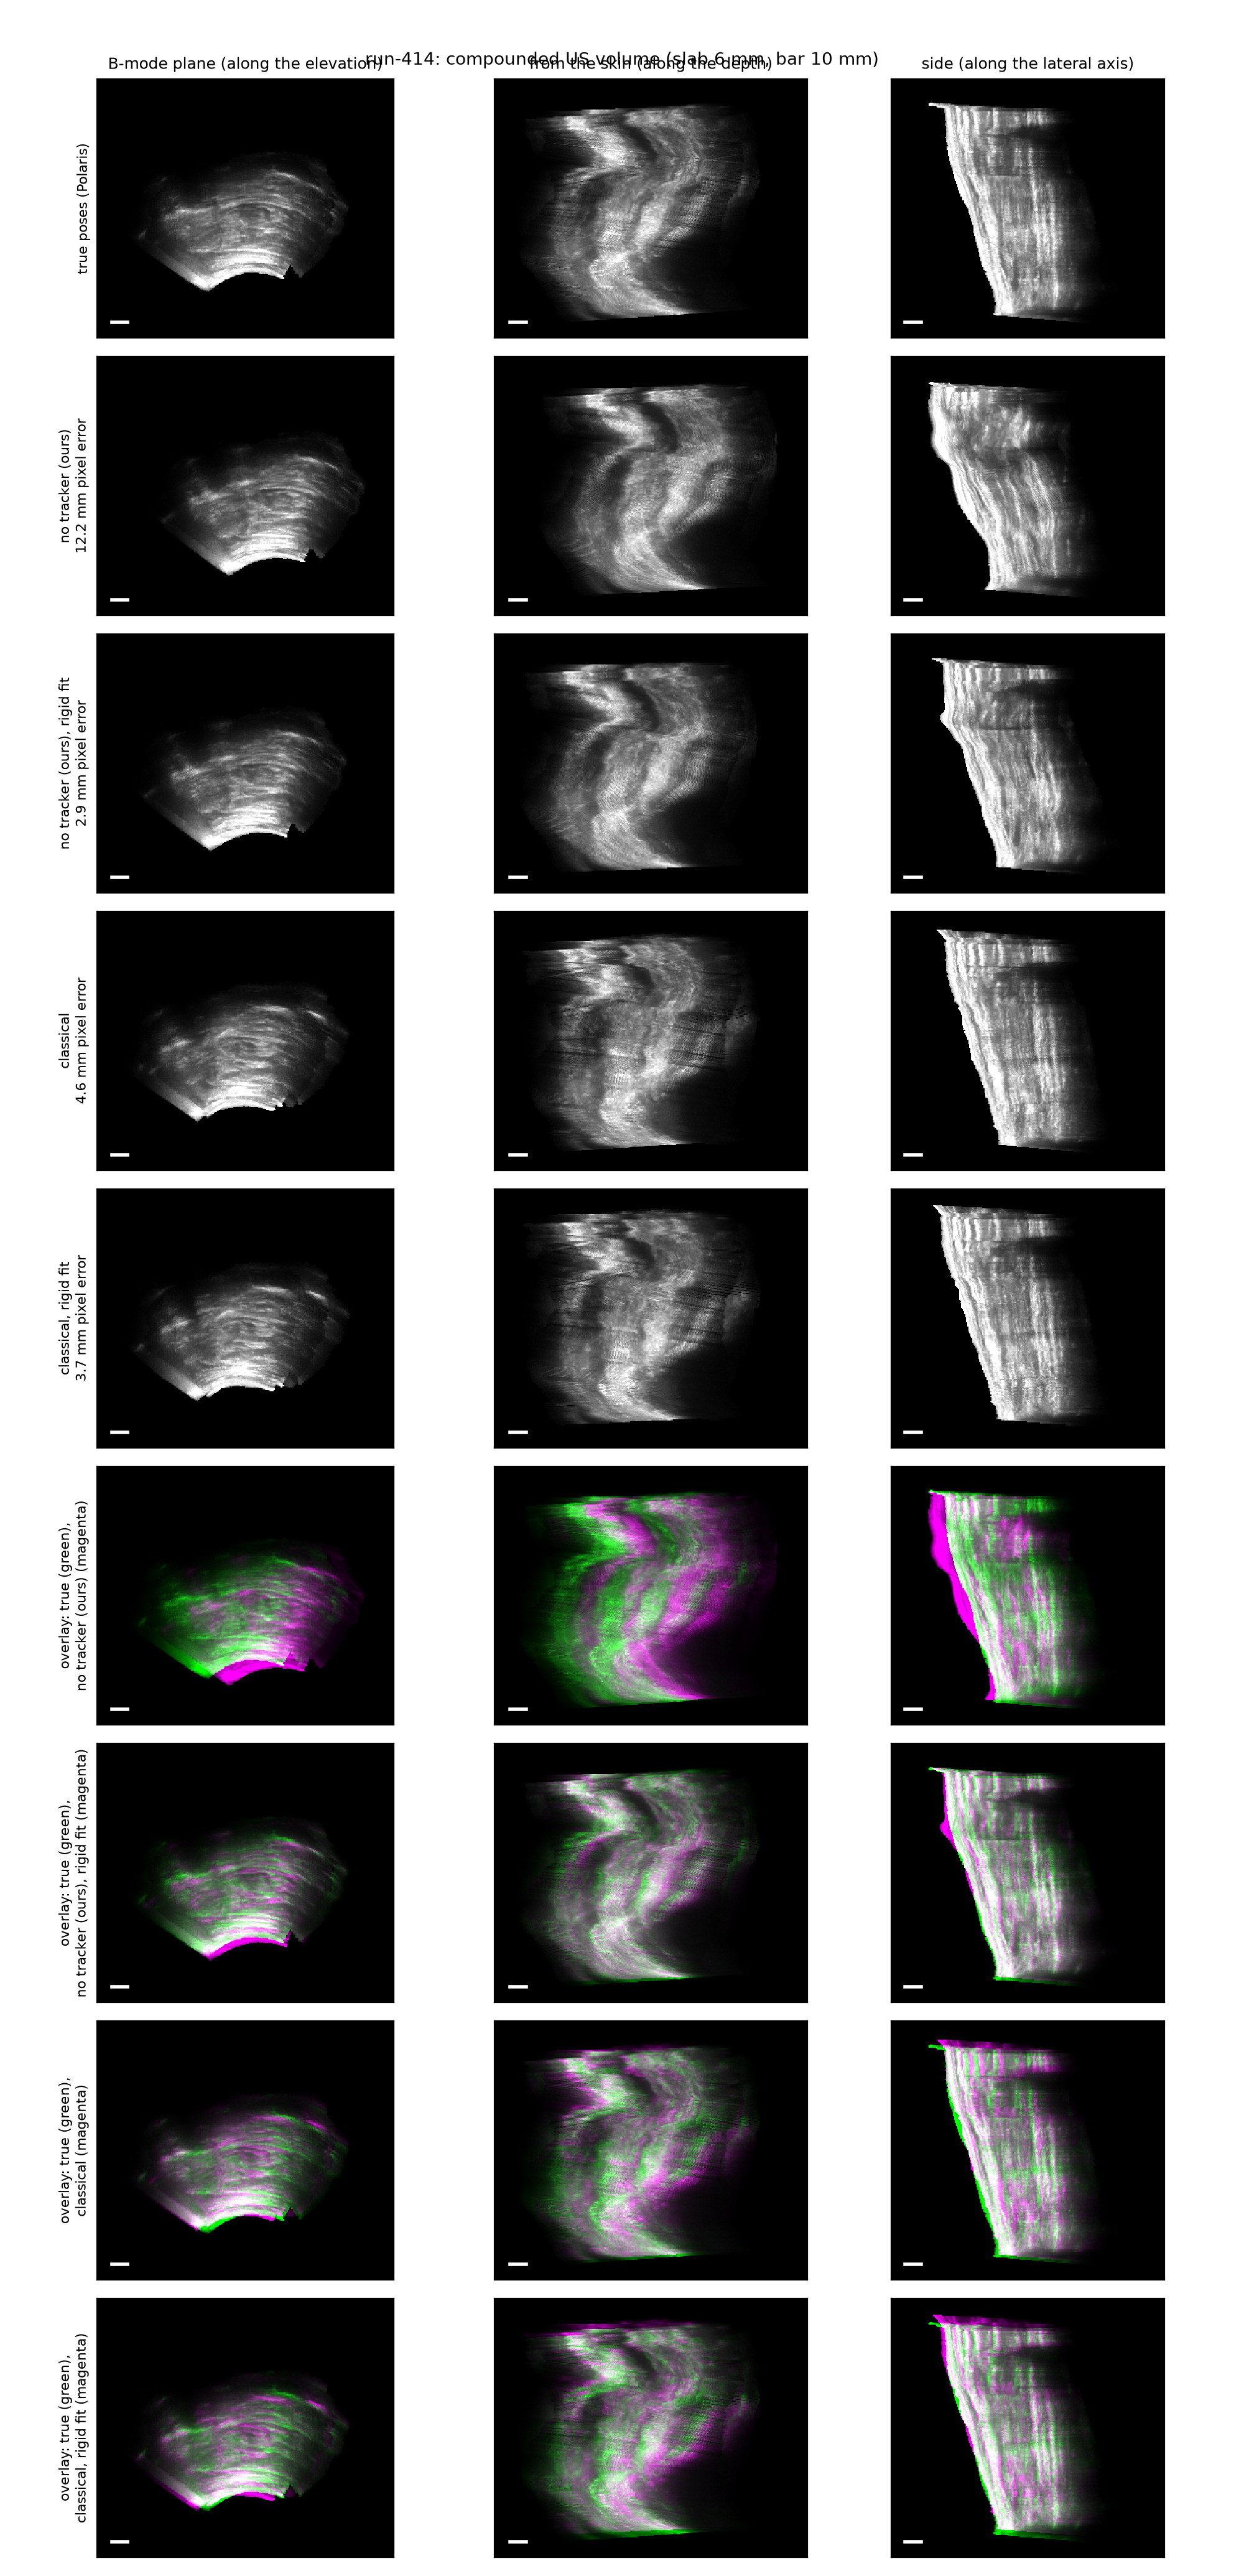 run-414: compounded US volume (slab 6 mm, bar 10 mm)
B-mode plane (along the elevation)
from the skin (along the depth)
side (along the lateral axis)
true poses (Polaris)
no tracker (ours)
12.2 mm pixel error
no tracker (ours), rigid fit
2.9 mm pixel error
classical
4.6 mm pixel error
classical, rigid fit
3.7 mm pixel error
overlay: true (green),
no tracker (ours) (magenta)
overlay: true (green),
no tracker (ours), rigid fit (magenta)
overlay: true (green),
classical (magenta)
overlay: true (green),
classical, rigid fit (magenta)